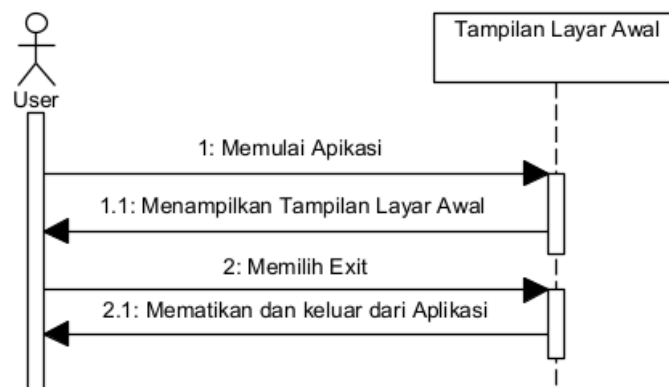 Tampilan Layar Awal
User
1: Memulai Apikasi
1.1: Menampilkan Tampilan Layar Awal
2: Memilih Exit
2.1: Mematikan dan keluar dari Aplikasi